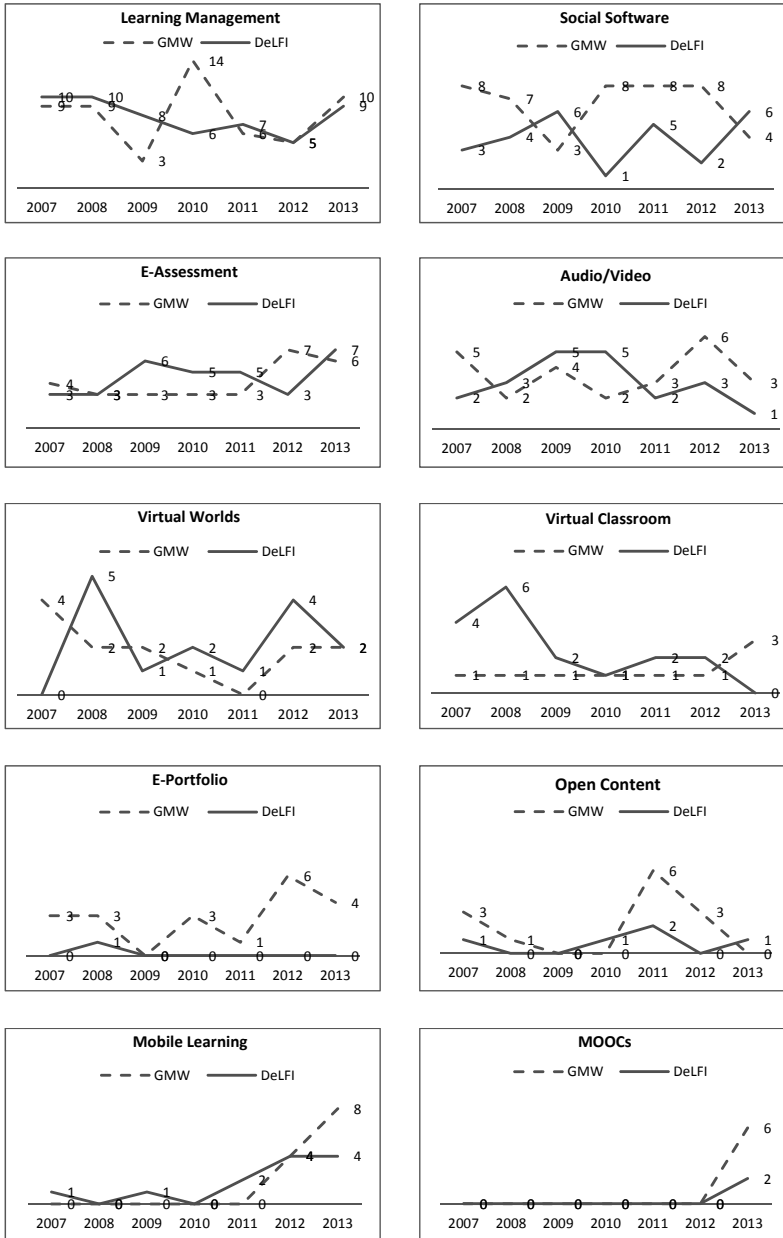 Learning Management
GMW DeLFI
14
10 10 10
9 9 9
8
7
6 6
5
3
2007 2008 2009 2010 2011 2012 2013
Social Software
GMW DeLFI
8 8 8 8
7
6 6
5
4 4
3 3
2
1
2007 2008 2009 2010 2011 2012 2013
E-Assessment
GMW DeLFI
7 7
6 6
5 5
4
3 3 3 3 3 3
2007 2008 2009 2010 2011 2012 2013
Audio/Video
GMW DeLFI
6
5 5 5
4
3 3 3 3
2 2 2 2
1
2007 2008 2009 2010 2011 2012 2013
Virtual Worlds
GMW DeLFI
5
4 4
2 2 2 2 2
1 1 1
0 0
2007 2008 2009 2010 2011 2012 2013
Virtual Classroom
GMW DeLFI
6
4
3
2 2 2
1 1 1 1 1 1
0
2007 2008 2009 2010 2011 2012 2013
E-Portfolio
GMW DeLFI
6
4
3 3 3
1 1
0 0 0 0 0 0
2007 2008 2009 2010 2011 2012 2013
Open Content
GMW DeLFI
6
3 3
2
1 1 1 1
0 0 0 0 0
2007 2008 2009 2010 2011 2012 2013
Mobile Learning
GMW DeLFI
8
4 4
2
1 1
0 0 0 0 0
2007 2008 2009 2010 2011 2012 2013
MOOCs
GMW DeLFI
6
2
0 0 0 0 0 0
2007 2008 2009 2010 2011 2012 2013